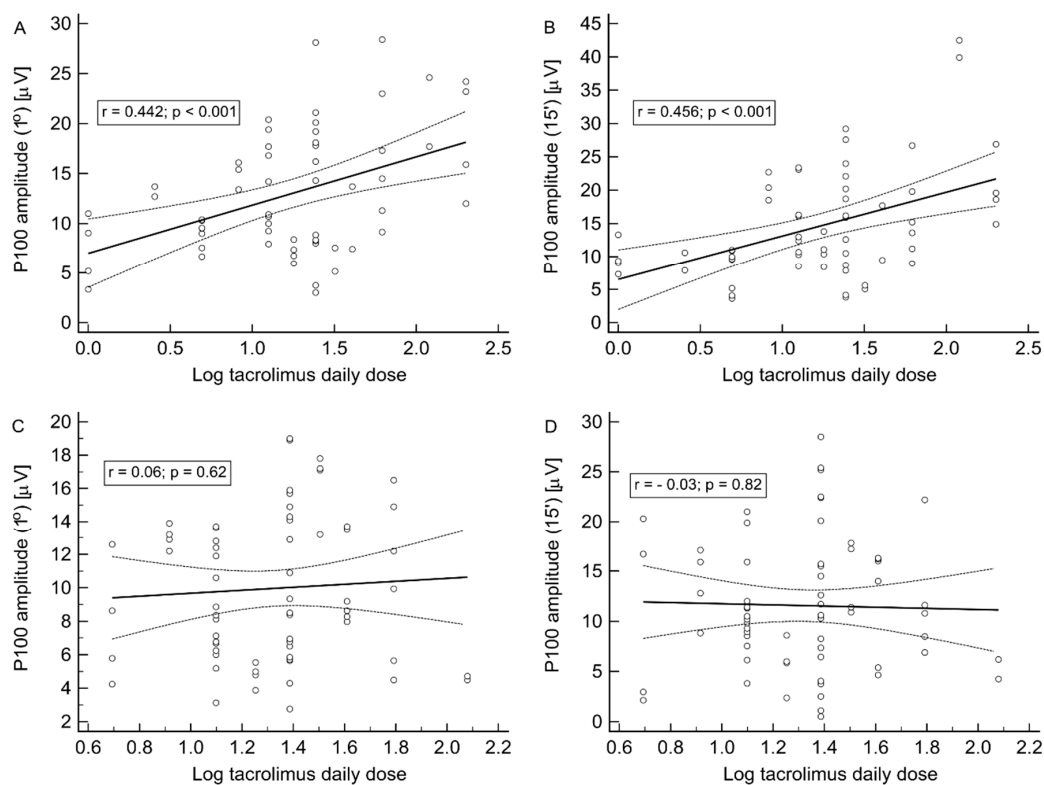 A
P100 amplitude (1º) [µV]
30
25
20
15
10
5
0
r = 0.442; p < 0.001
0.0 0.5 1.0 1.5 2.0 2.5
Log tacrolimus daily dose
B
P100 amplitude (15') [µV]
45
40
35
30
25
20
15
10
5
0
r = 0.456; p < 0.001
0.0 0.5 1.0 1.5 2.0 2.5
Log tacrolimus daily dose
C
P100 amplitude (1º) [µV]
20
18
16
14
12
10
8
6
4
2
r = 0.06; p = 0.62
0.6 0.8 1.0 1.2 1.4 1.6 1.8 2.0 2.2
Log tacrolimus daily dose
D
P100 amplitude (15') [µV]
30
25
20
15
10
5
0
r = - 0.03; p = 0.82
0.6 0.8 1.0 1.2 1.4 1.6 1.8 2.0 2.2
Log tacrolimus daily dose